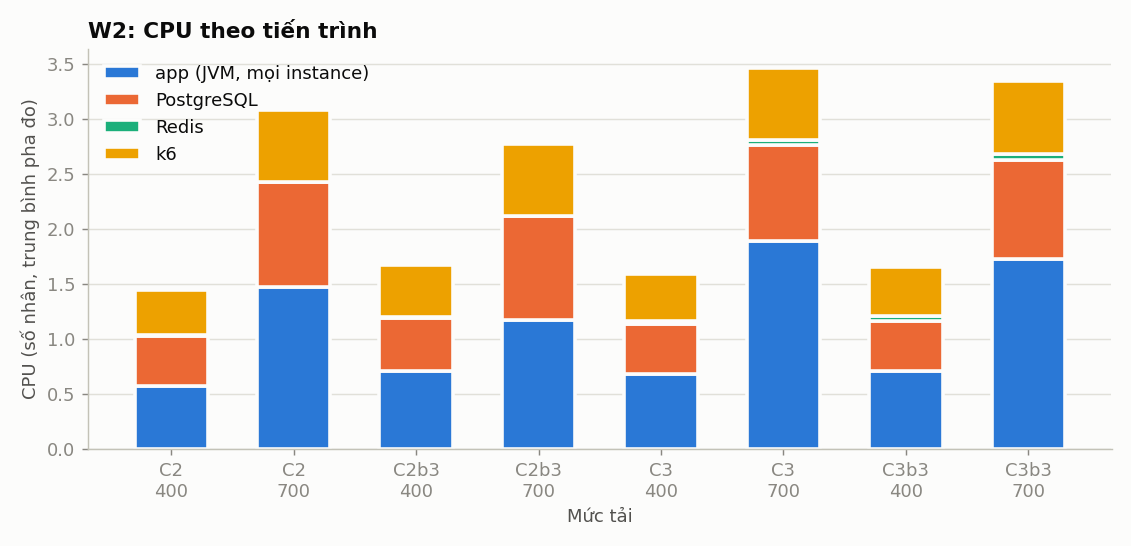 W2: CPU theo tiến trình
CPU (số nhân, trung bình pha đo)
3.5
3.0
2.5
2.0
1.5
1.0
0.5
0.0
app (JVM, mọi instance)
PostgreSQL
Redis
k6
C2
400
C2
700
C2b3
400
C2b3
700
C3
400
C3
700
C3b3
400
C3b3
700
Mức tải